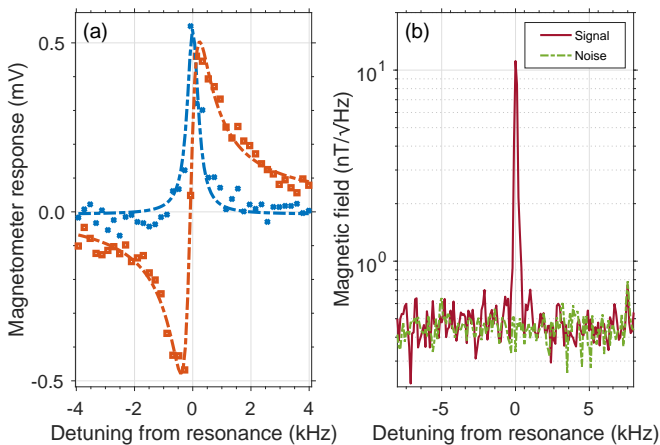 (a)
Magnetometer response (mV)
0.5
0.0
-0.5
-4
-2
0
2
4
Detuning from resonance (kHz)
(b)
Signal
Noise
Magnetic field (nT/√Hz)
10¹
10⁰
-5
0
5
Detuning from resonance (kHz)